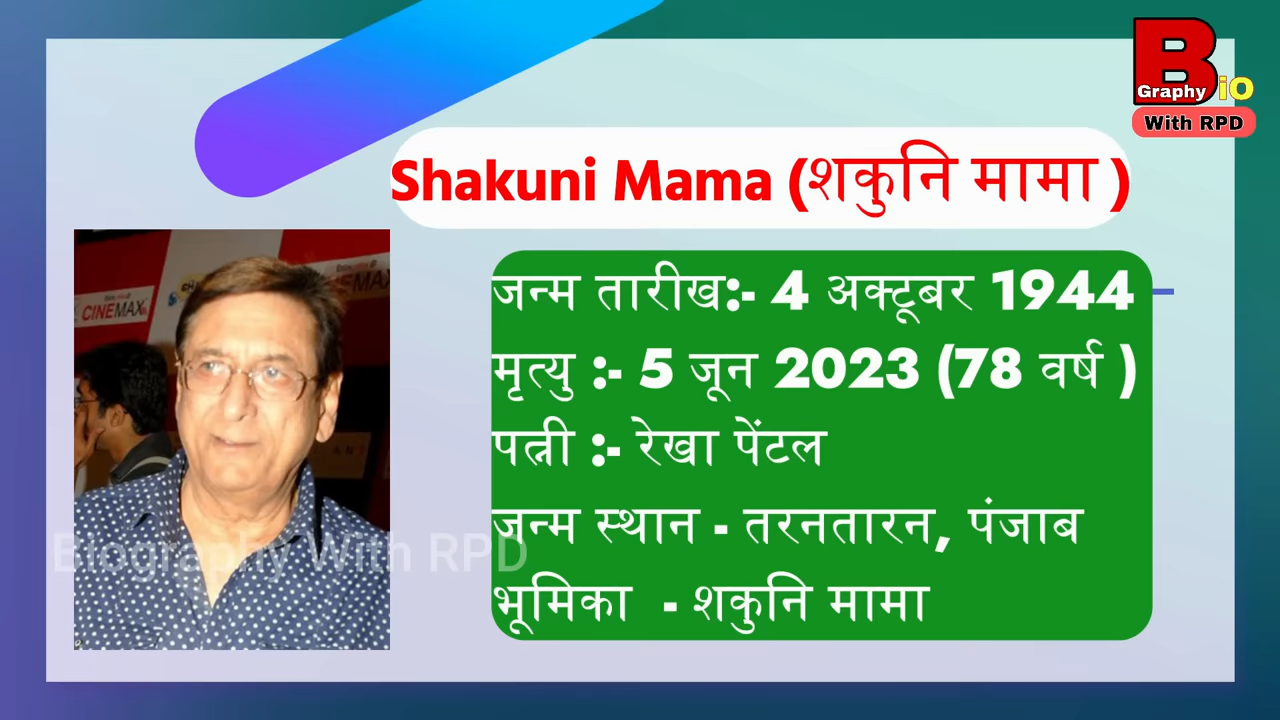 B
Graphy
io
With RPD
Shakuni Mama (शकुनि मामा )
जन्म तारीख:- 4 अक्टूबर 1944
मृत्यु :- 5 जून 2023 (78 वर्ष )
पत्नी :- रेखा पेंटल
जन्म स्थान - तरनतारन, पंजाब
भूमिका - शकुनि मामा
CINEMAX
Biography With RPD